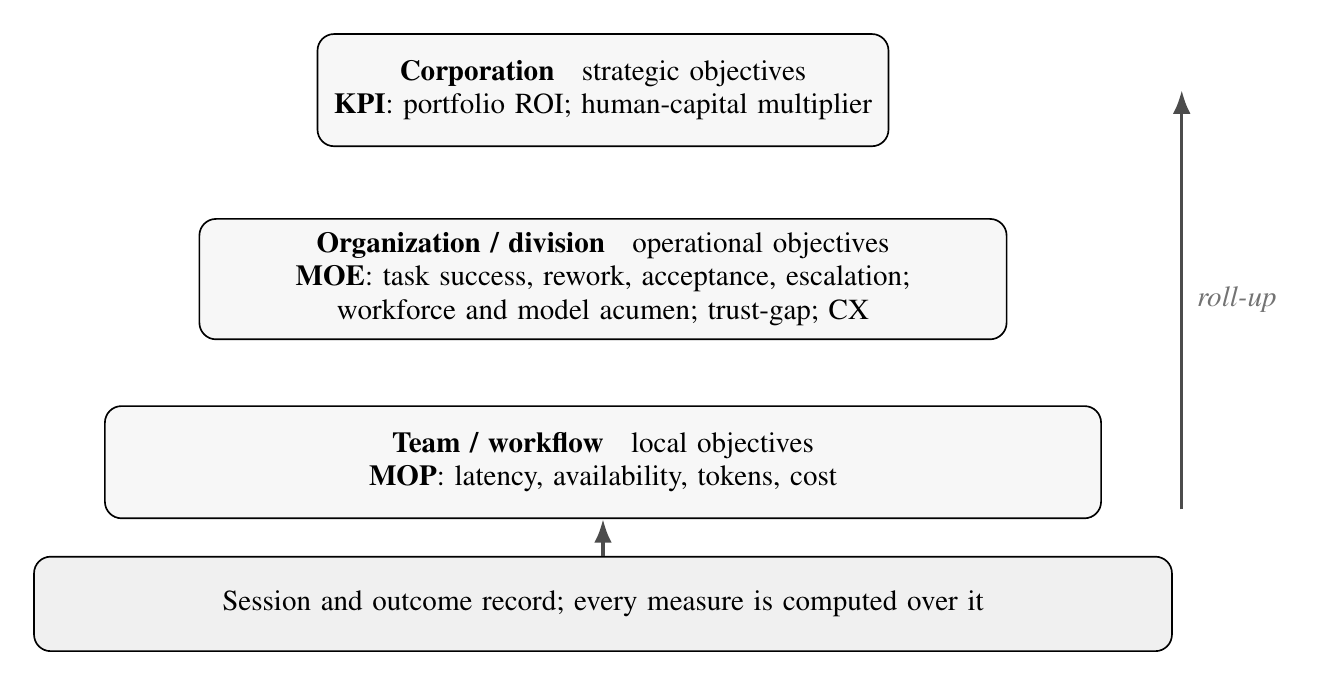 Corporation strategic objectives
KPI: portfolio ROI; human-capital multiplier
Organization / division operational objectives
MOE: task success, rework, acceptance, escalation;
workforce and model acumen; trust-gap; CX
roll-up
Team / workflow local objectives
MOP: latency, availability, tokens, cost
Session and outcome record; every measure is computed over it